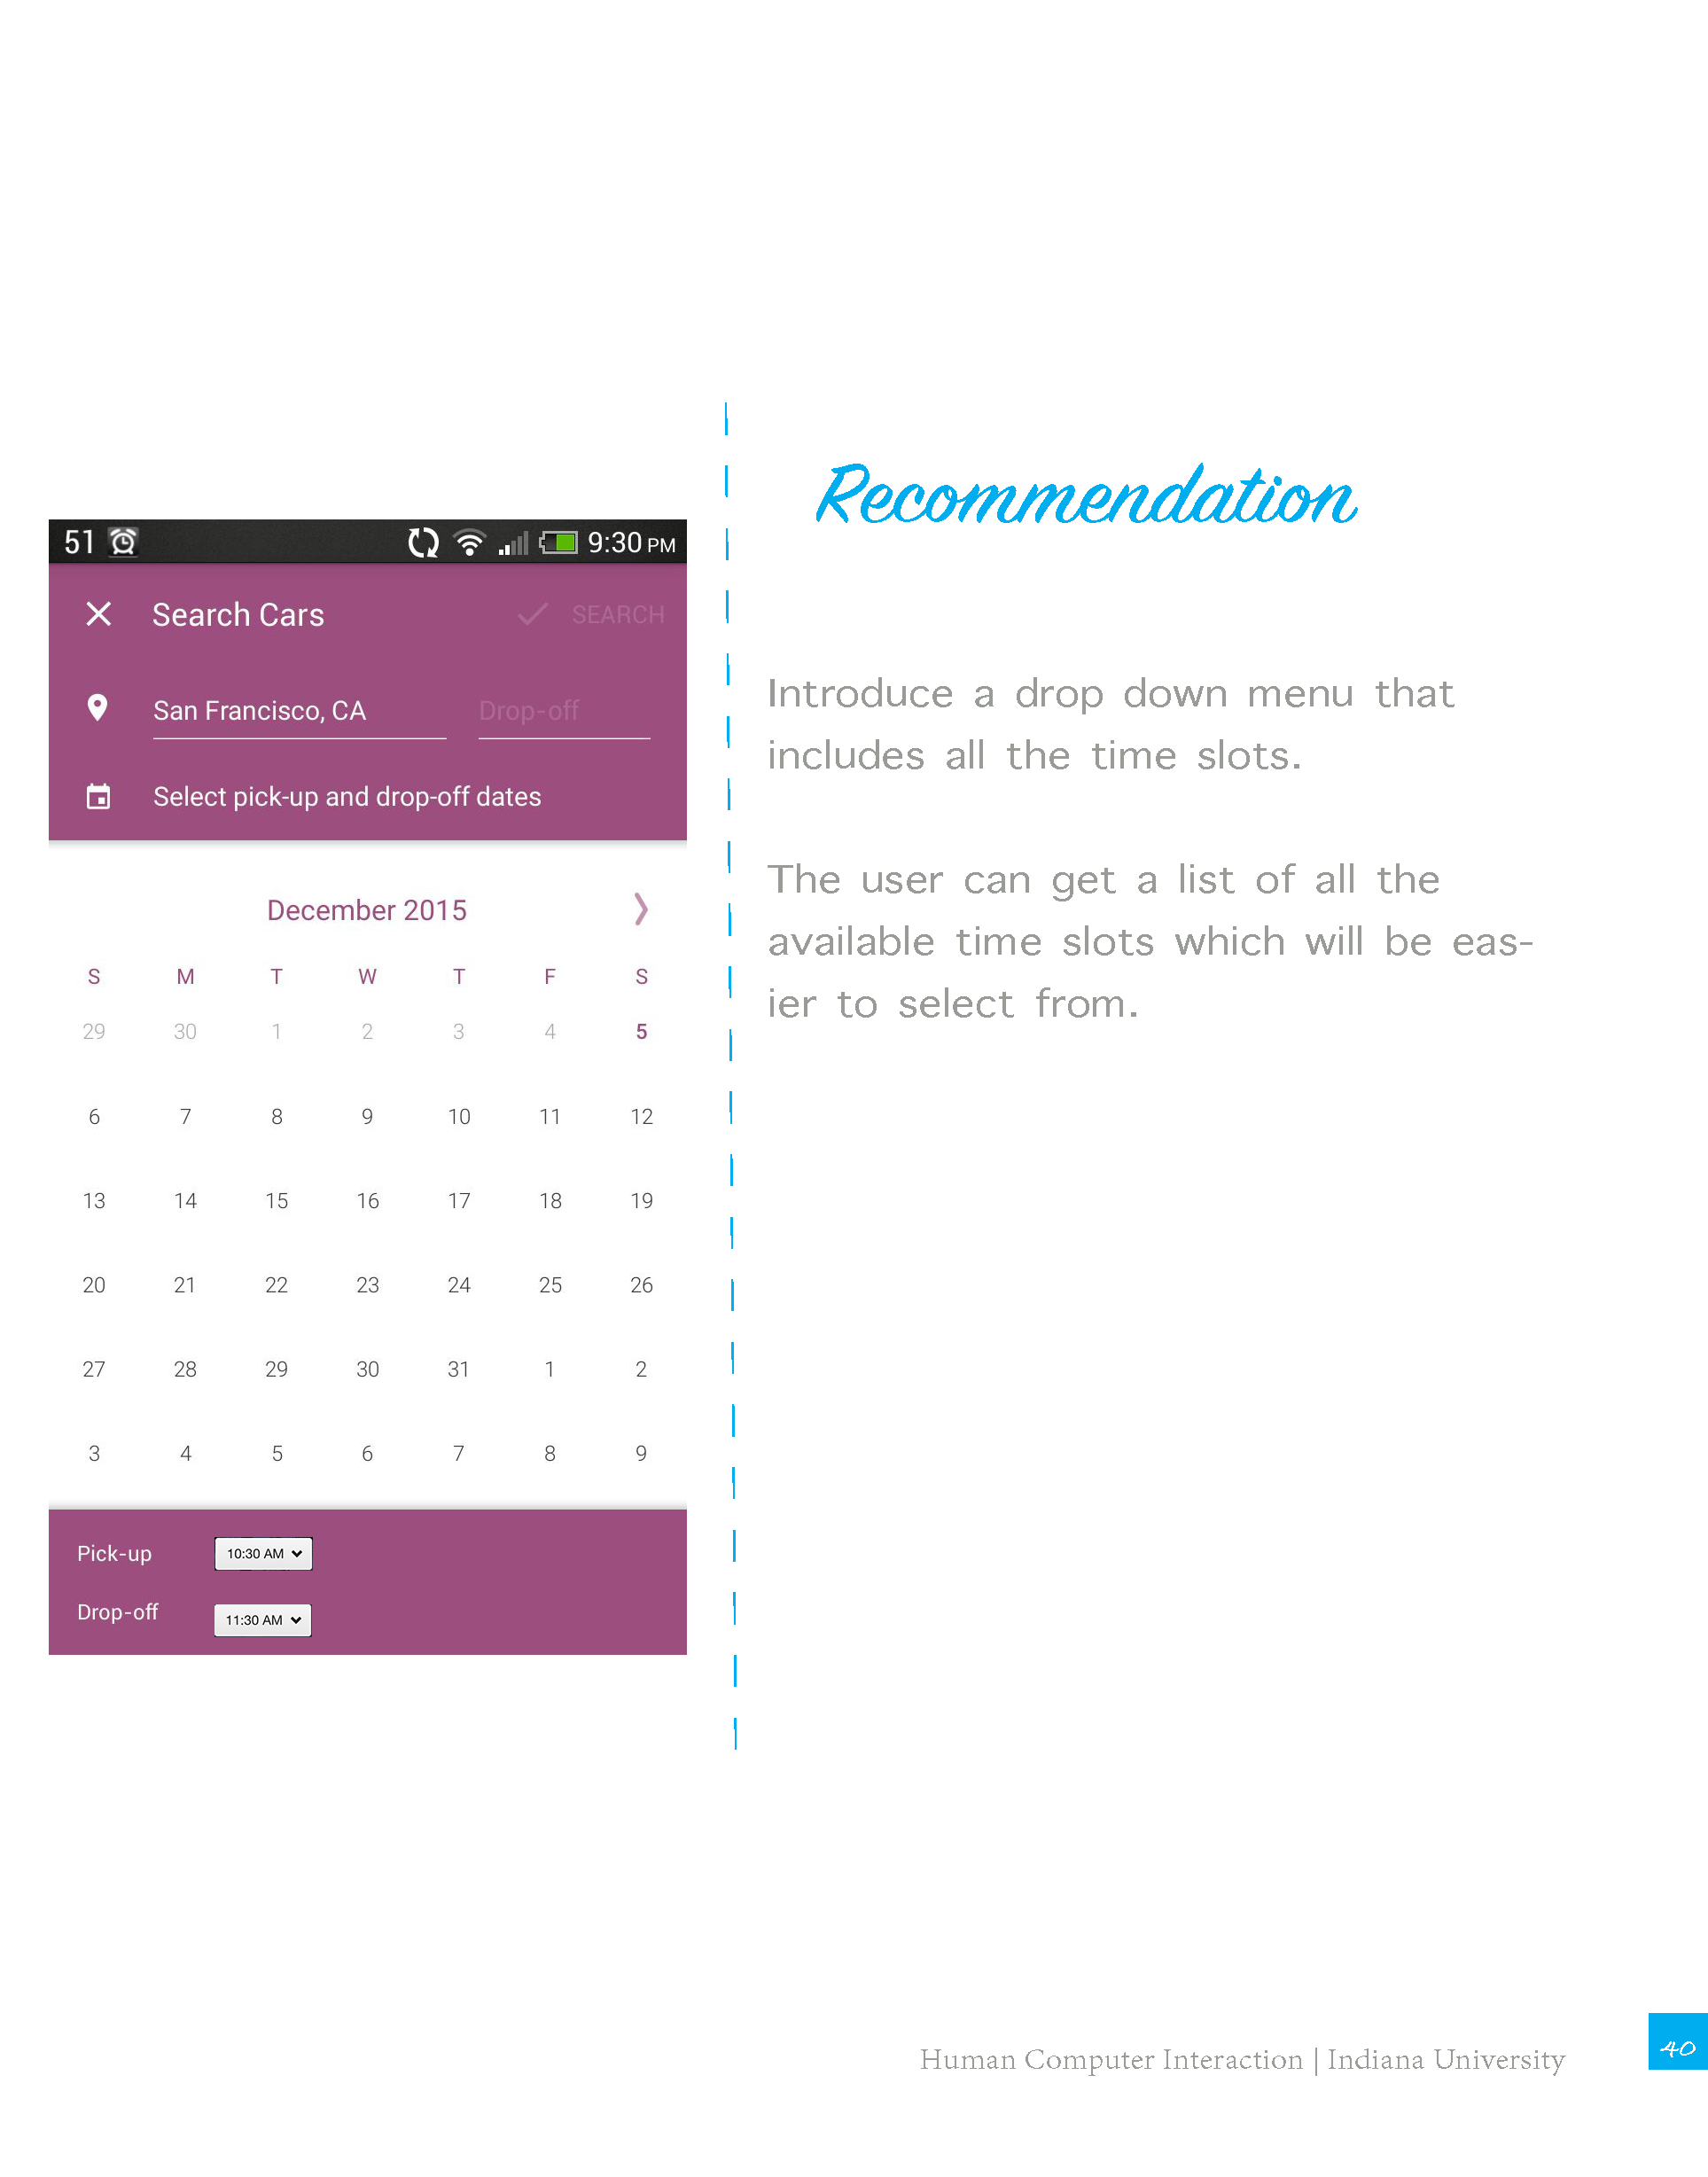 51 9:30 PM
Search Cars SEARCH
San Francisco, CA Drop-off
Select pick-up and drop-off dates
December 2015
S M T W T F S
29 30 1 2 3 4 5
6 7 8 9 10 11 12
13 14 15 16 17 18 19
20 21 22 23 24 25 26
27 28 29 30 31 1 2
3 4 5 6 7 8 9
Pick-up 10:30 AM
Drop-off 11:30 AM
Recommendation
Introduce a drop down menu that
includes all the time slots.
The user can get a list of all the
available time slots which will be eas-
ier to select from.
Human Computer Interaction | Indiana University
40